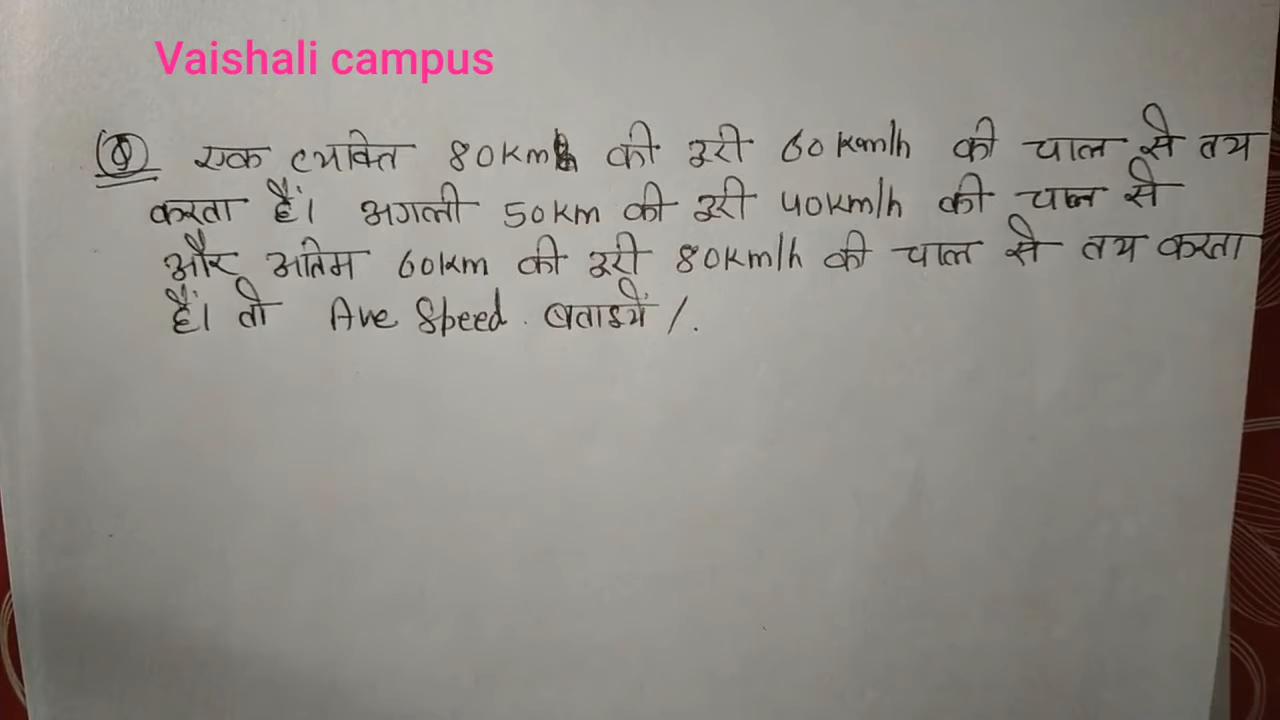 Vaishali campus
(Q) एक व्यक्ति 80km की दुरी 60km/h की चाल से तय
करता हैं। अगली 50km की दुरी 40km/h की चाल से
और अंतिम 60km की दुरी 80km/h की चाल से तय करता
हैं। तो Ave Speed. बताइयें /.